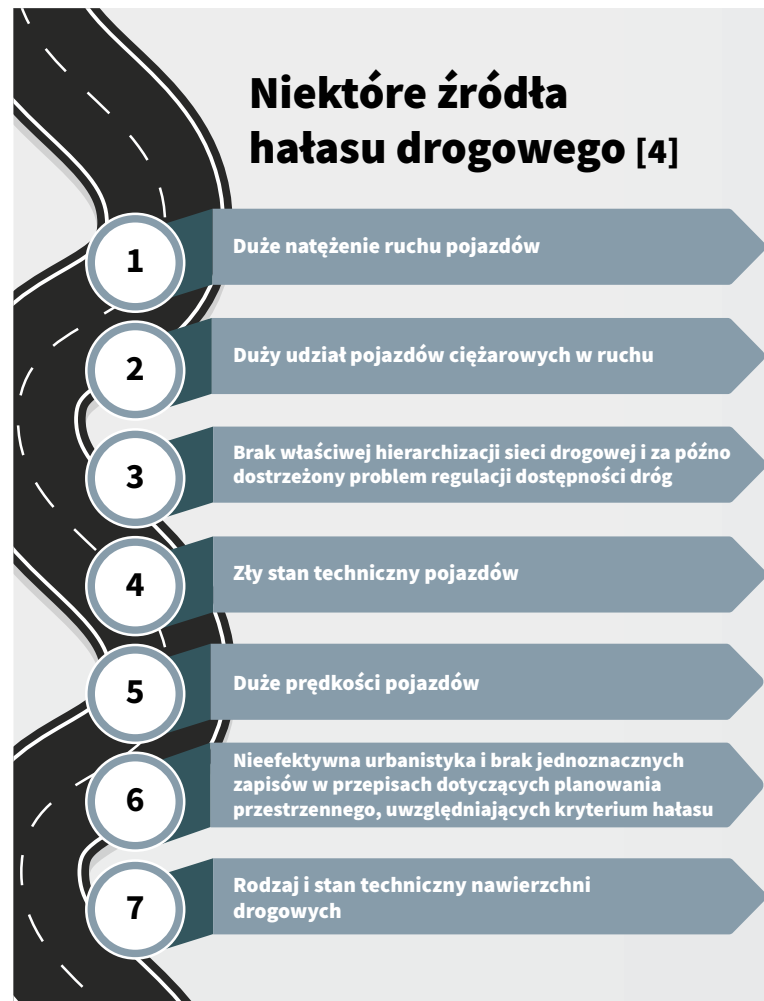 Niektóre źródła
hałasu drogowego [4]
1
Duże natężenie ruchu pojazdów
2
Duży udział pojazdów ciężarowych w ruchu
3
Brak właściwej hierarchizacji sieci drogowej i za późno
dostrzeżony problem regulacji dostępności dróg
4
Zły stan techniczny pojazdów
5
Duże prędkości pojazdów
6
Nieefektywna urbanistyka i brak jednoznacznych
zapisów w przepisach dotyczących planowania
przestrzennego, uwzględniających kryterium hałasu
7
Rodzaj i stan techniczny nawierzchni
drogowych